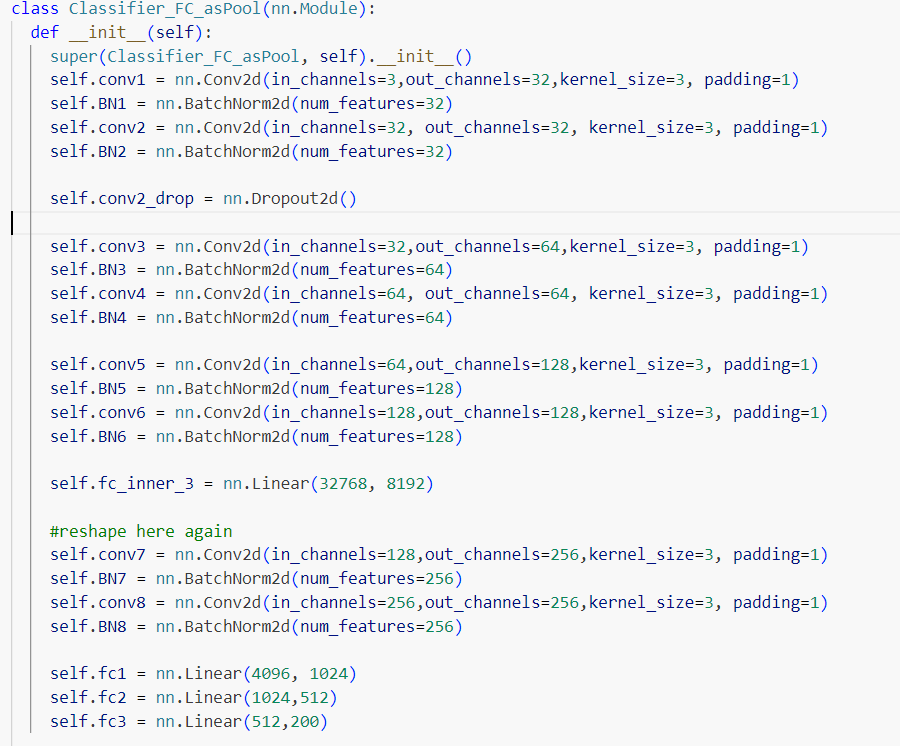 class Classifier_FC_asPool(nn.Module):
  def __init__(self):
    super(Classifier_FC_asPool, self).__init__()
    self.conv1 = nn.Conv2d(in_channels=3,out_channels=32,kernel_size=3, padding=1)
    self.BN1 = nn.BatchNorm2d(num_features=32)
    self.conv2 = nn.Conv2d(in_channels=32, out_channels=32, kernel_size=3, padding=1)
    self.BN2 = nn.BatchNorm2d(num_features=32)
    self.conv2_drop = nn.Dropout2d()
    self.conv3 = nn.Conv2d(in_channels=32,out_channels=64,kernel_size=3, padding=1)
    self.BN3 = nn.BatchNorm2d(num_features=64)
    self.conv4 = nn.Conv2d(in_channels=64, out_channels=64, kernel_size=3, padding=1)
    self.BN4 = nn.BatchNorm2d(num_features=64)
    self.conv5 = nn.Conv2d(in_channels=64,out_channels=128,kernel_size=3, padding=1)
    self.BN5 = nn.BatchNorm2d(num_features=128)
    self.conv6 = nn.Conv2d(in_channels=128,out_channels=128,kernel_size=3, padding=1)
    self.BN6 = nn.BatchNorm2d(num_features=128)
    self.fc_inner_3 = nn.Linear(32768, 8192)
    #reshape here again
    self.conv7 = nn.Conv2d(in_channels=128,out_channels=256,kernel_size=3, padding=1)
    self.BN7 = nn.BatchNorm2d(num_features=256)
    self.conv8 = nn.Conv2d(in_channels=256,out_channels=256,kernel_size=3, padding=1)
    self.BN8 = nn.BatchNorm2d(num_features=256)
    self.fc1 = nn.Linear(4096, 1024)
    self.fc2 = nn.Linear(1024,512)
    self.fc3 = nn.Linear(512,200)